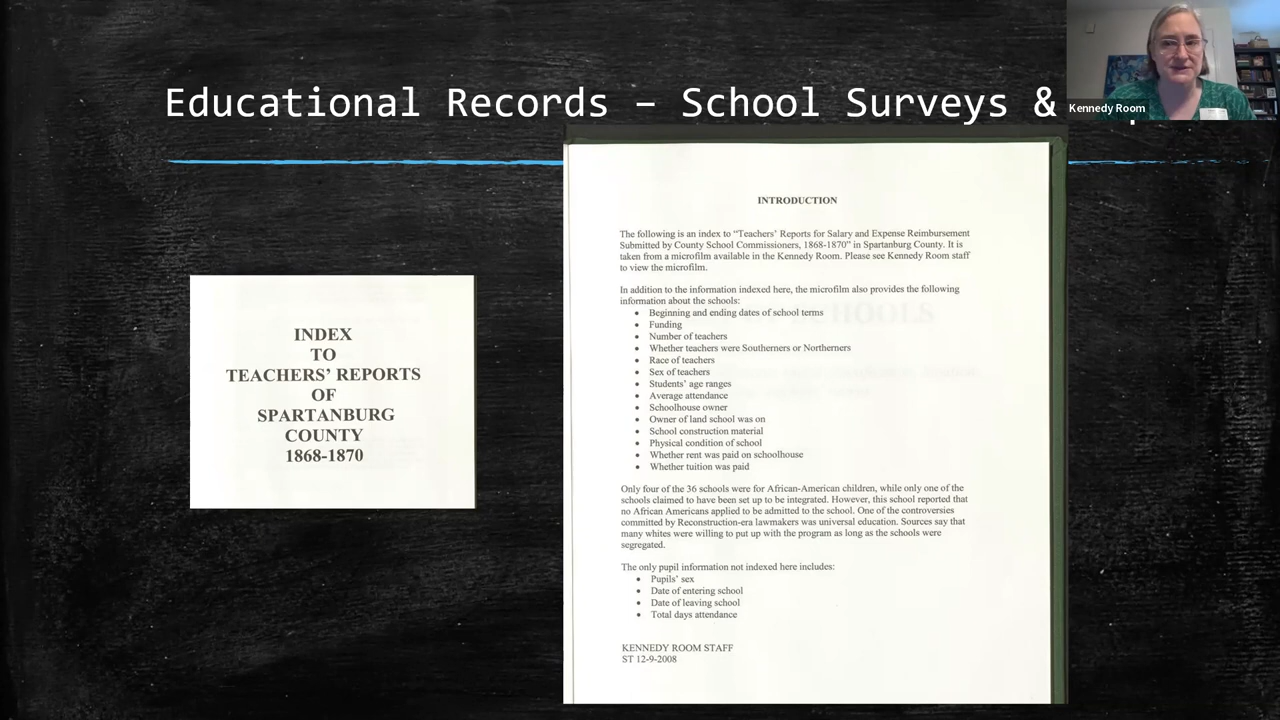 Educational Records – School Surveys &
Kennedy Room
INDEX
TO
TEACHERS' REPORTS
OF
SPARTANBURG
COUNTY
1868-1870
INTRODUCTION
The following is an index to “Teachers’ Reports for Salary and Expense Reimbursement
Submitted by County School Commissioners, 1868-1870” in Spartanburg County. It is
taken from a microfilm available in the Kennedy Room. Please see Kennedy Room staff
to view the microfilm.
In addition to the information indexed here, the microfilm also provides the following
information about the schools:
• Beginning and ending dates of school terms
• Funding
• Number of teachers
• Whether teachers were Southerners or Northerners
• Race of teachers
• Sex of teachers
• Students’ age ranges
• Average attendance
• Schoolhouse owner
• Owner of land school was on
• School construction material
• Physical condition of school
• Whether rent was paid on schoolhouse
• Whether tuition was paid
Only four of the 36 schools were for African-American children, while only one of the
schools claimed to have been set up to be integrated. However, this school reported that
no African Americans applied to be admitted to the school. One of the controversies
committed by Reconstruction-era lawmakers was universal education. Sources say that
many whites were willing to put up with the program as long as the schools were
segregated.
The only pupil information not indexed here includes:
• Pupils’ sex
• Date of entering school
• Date of leaving school
• Total days attendance
KENNEDY ROOM STAFF
ST 12-9-2008